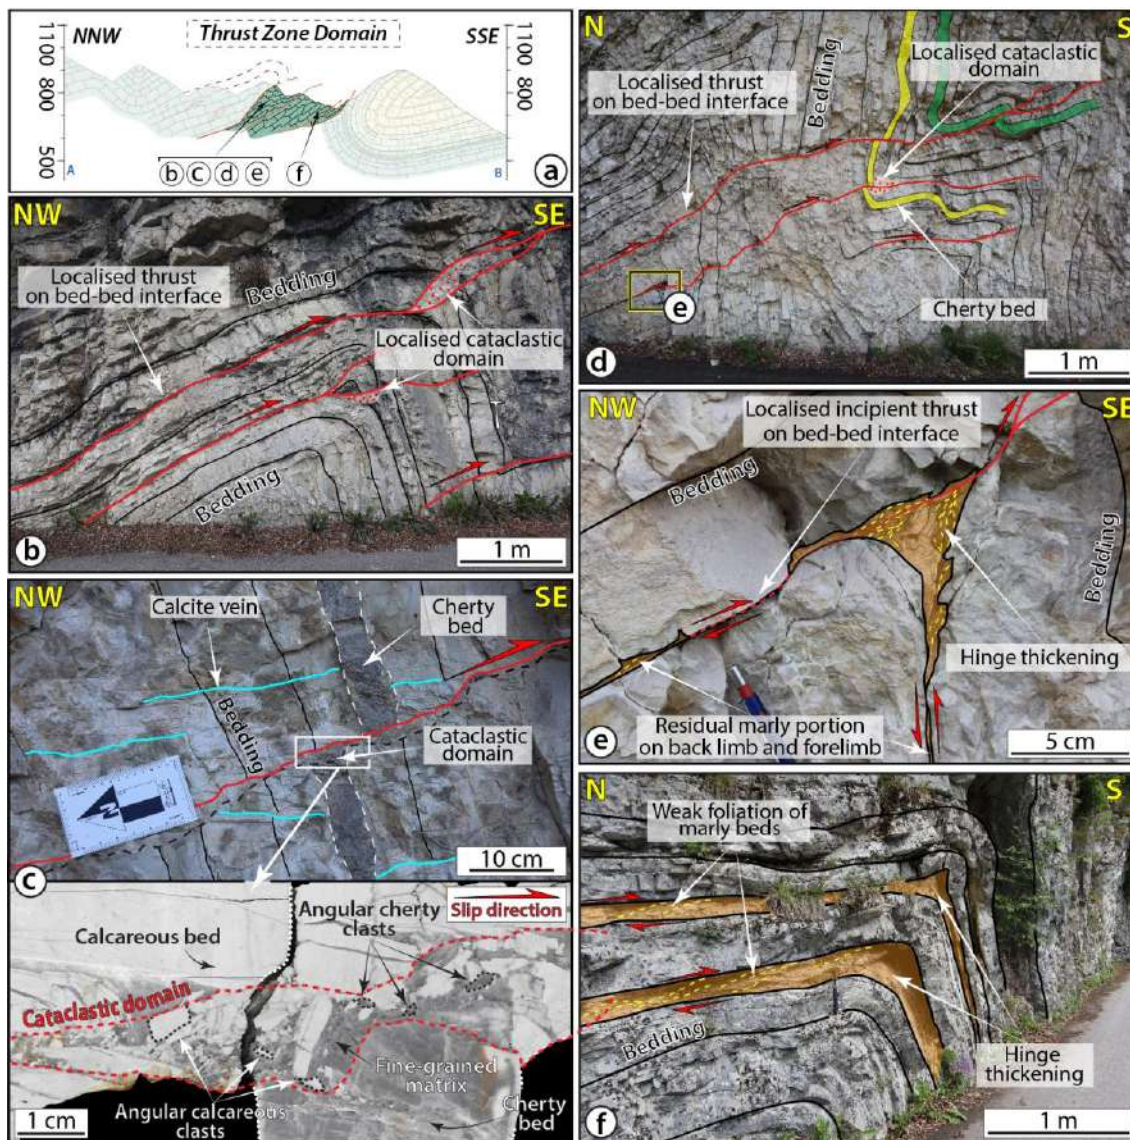 NNW
Thrust Zone Domain
SSE
1100
800
500
1100
800
500
A
B
b
c
d
e
f
a
NW
SE
Localised thrust
on bed-bed interface
Bedding
Localised cataclastic
domain
Bedding
b
1 m
NW
SE
Calcite vein
Cherty
bed
Bedding
Cataclastic
domain
N
10 cm
c
Slip direction
Angular cherty
clasts
Calcareous bed
Cataclastic domain
Fine-grained
matrix
Angular calcareous
clasts
Cherty
bed
1 cm
N
S
Bedding
Localised cataclastic
domain
Localised thrust
on bed-bed interface
e
Cherty bed
d
1 m
NW
SE
Localised incipient thrust
on bed-bed interface
Bedding
Bedding
Hinge thickening
Residual marly portion
on back limb and forelimb
e
5 cm
N
S
Weak foliation of
marly beds
Bedding
Hinge
thickening
f
1 m